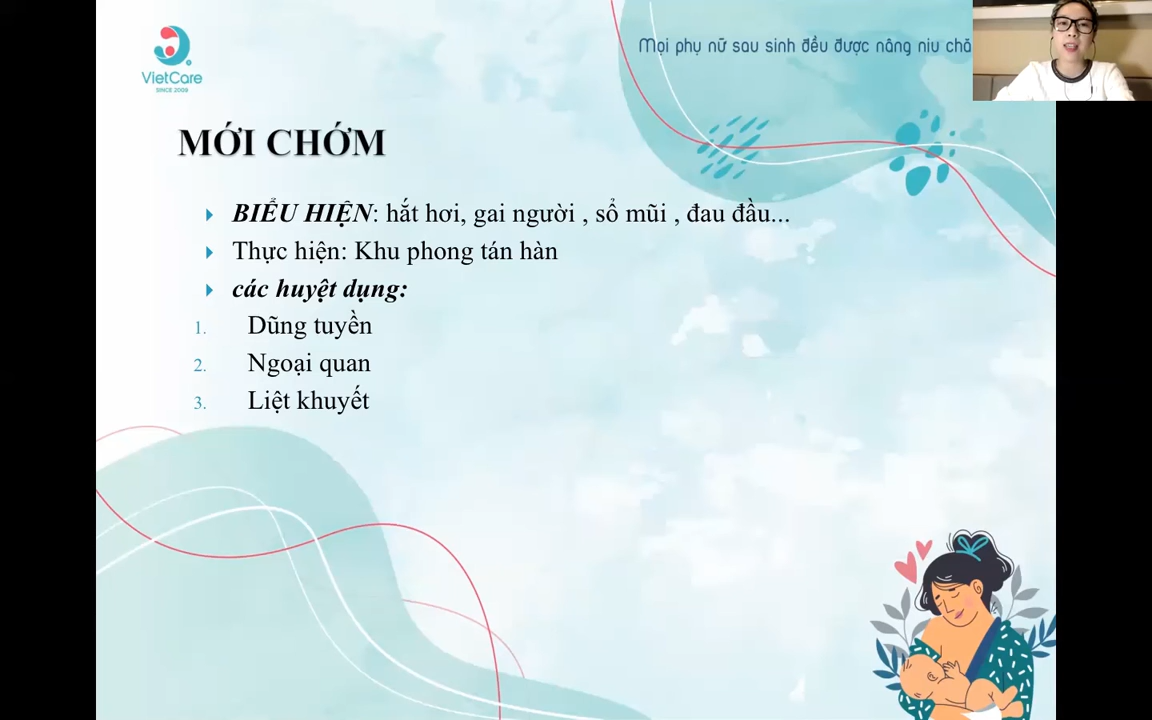 Mọi phụ nữ sau sinh đều được nâng niu
VietCare
SINCE 2009
MỚI CHỚM
BIỂU HIỆN: hắt hơi, gai người , sổ mũi , đau đầu...
Thực hiện: Khu phong tán hàn
các huyệt dụng:
1. Dũng tuyền
2. Ngoại quan
3. Liệt khuyết